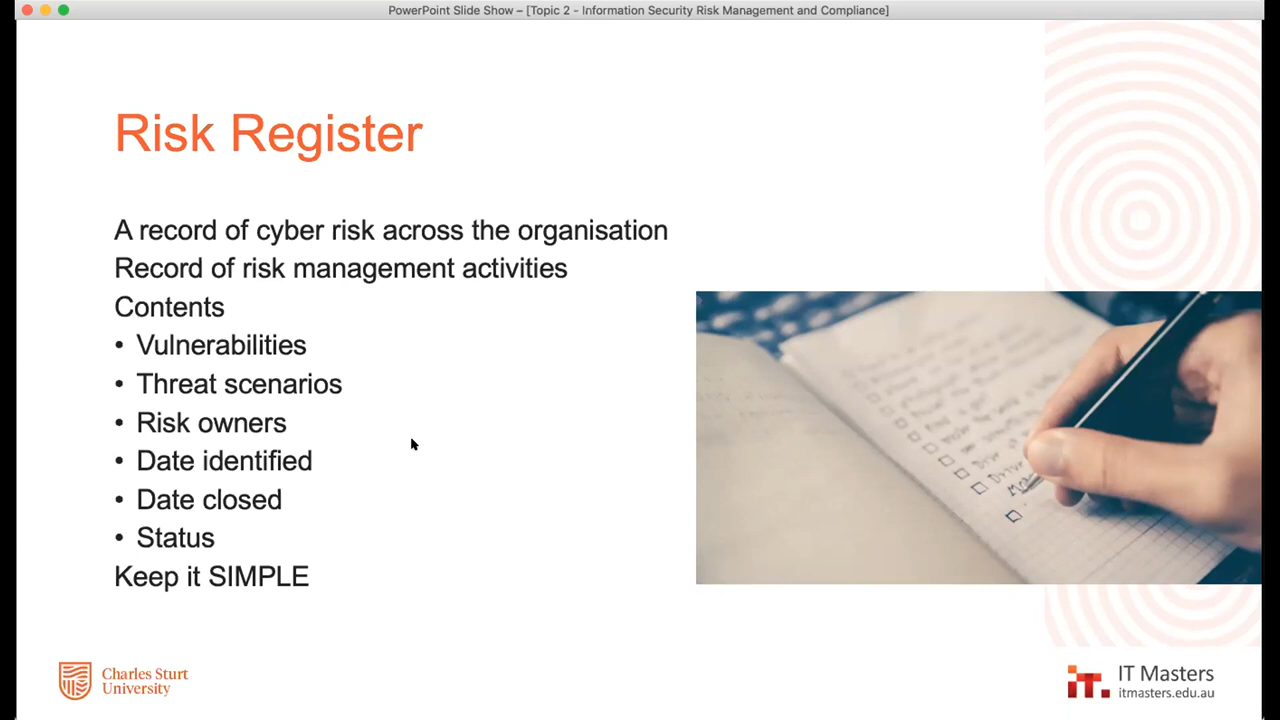 PowerPoint Slide Show – [Topic 2 - Information Security Risk Management and Compliance]
Risk Register
A record of cyber risk across the organisation
Record of risk management activities
Contents
• Vulnerabilities
• Threat scenarios
• Risk owners
• Date identified
• Date closed
• Status
Keep it SIMPLE
Charles Sturt
University
it.
IT Masters
itmasters.edu.au